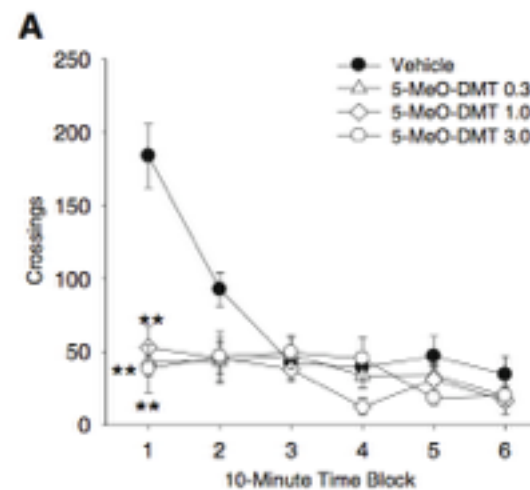 A
250
200
150
100
50
0
Crossings
Vehicle
5-MeO-DMT 0.3
5-MeO-DMT 1.0
5-MeO-DMT 3.0
**
**
**
1 2 3 4 5 6
10-Minute Time Block